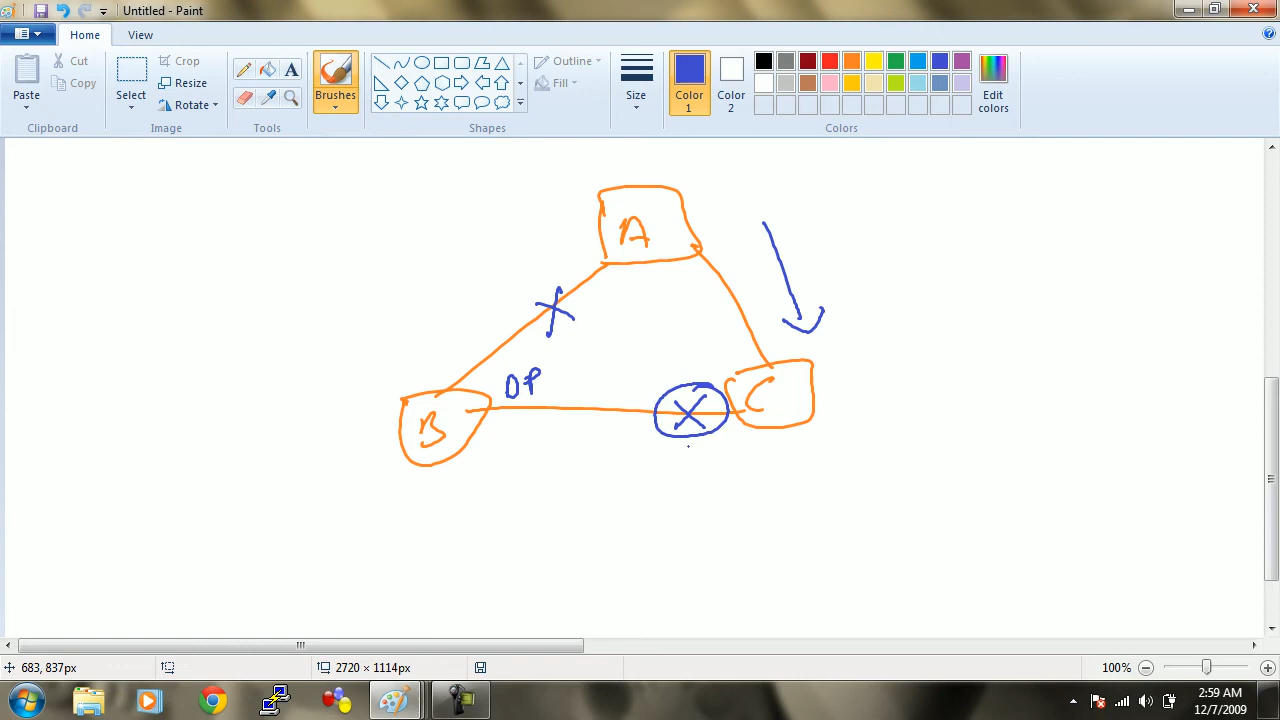 Untitled - Paint
Home
View
Paste
Cut
Copy
Clipboard
Select
Crop
Resize
Rotate
Image
A
Tools
Brushes
Shapes
Outline
Fill
Size
Color 1
Color 2
Edit colors
Colors
A
DP
B
C
683, 837px
2720 × 1114px
100%
2:59 AM
12/7/2009